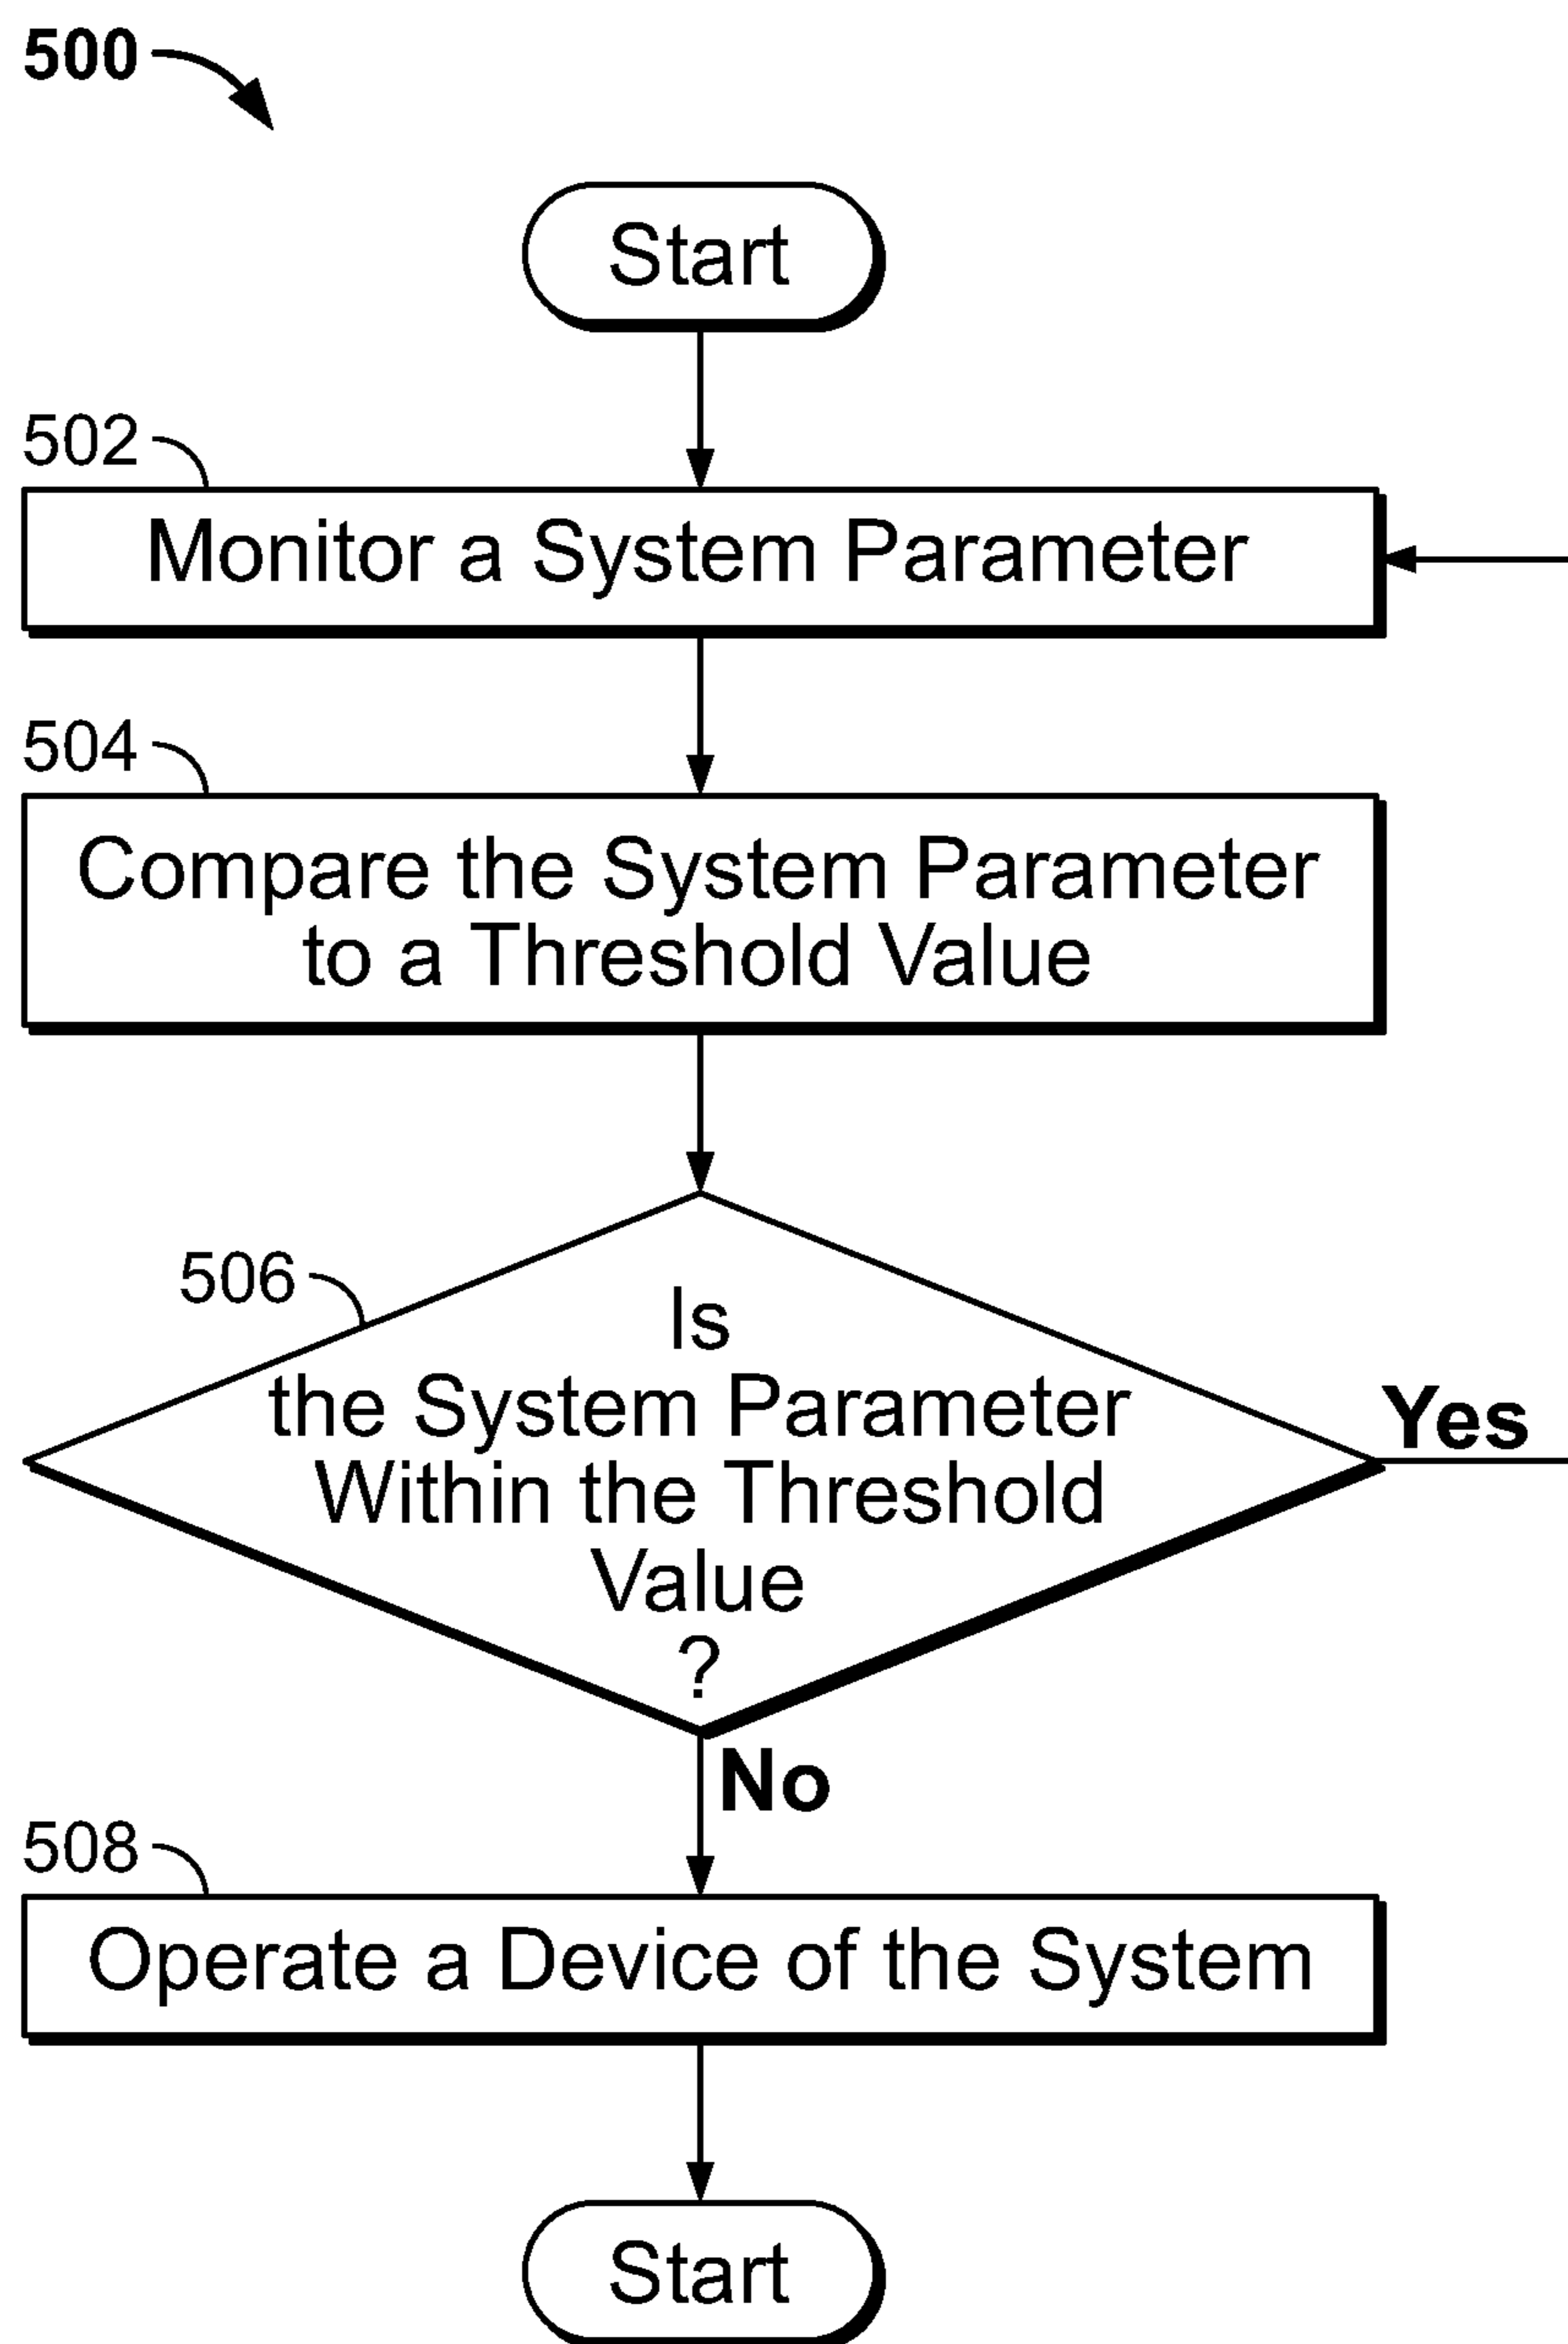 500
Start
502
Monitor a System Parameter
504
Compare the System Parameter
to a Threshold Value
506
Is
the System Parameter
Within the Threshold
Value
?
Yes
No
508
Operate a Device of the System
Start